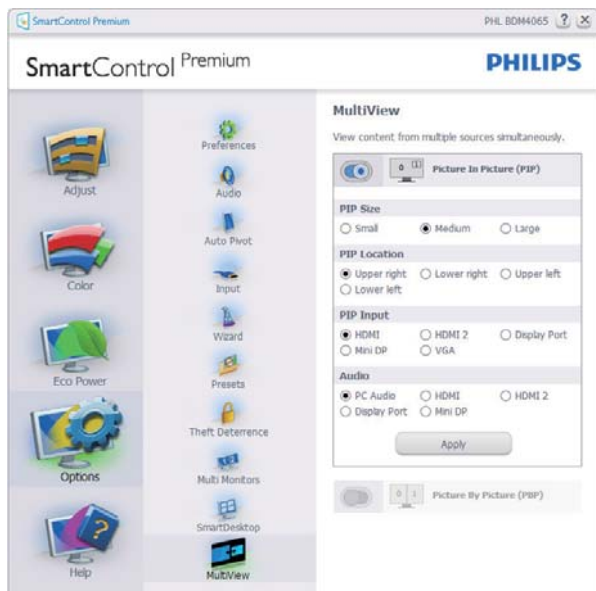 SmartControl Premium
PHL BDM4065 ? X
SmartControl Premium
PHILIPS
Adjust
Color
Eco Power
Options
Help
Preferences
Audio
Auto Pivot
Input
Wizard
Presets
Theft Deterrence
Multi Monitors
SmartDesktop
MultiView
MultiView
View content from multiple sources simultaneously.
Picture In Picture (PIP)
PIP Size
Small Medium Large
PIP Location
Upper right Lower right Upper left
Lower left
PIP Input
HDMI HDMI 2 Display Port
Mini DP VGA
Audio
PC Audio HDMI HDMI 2
Display Port Mini DP
Apply
Picture By Picture (PBP)